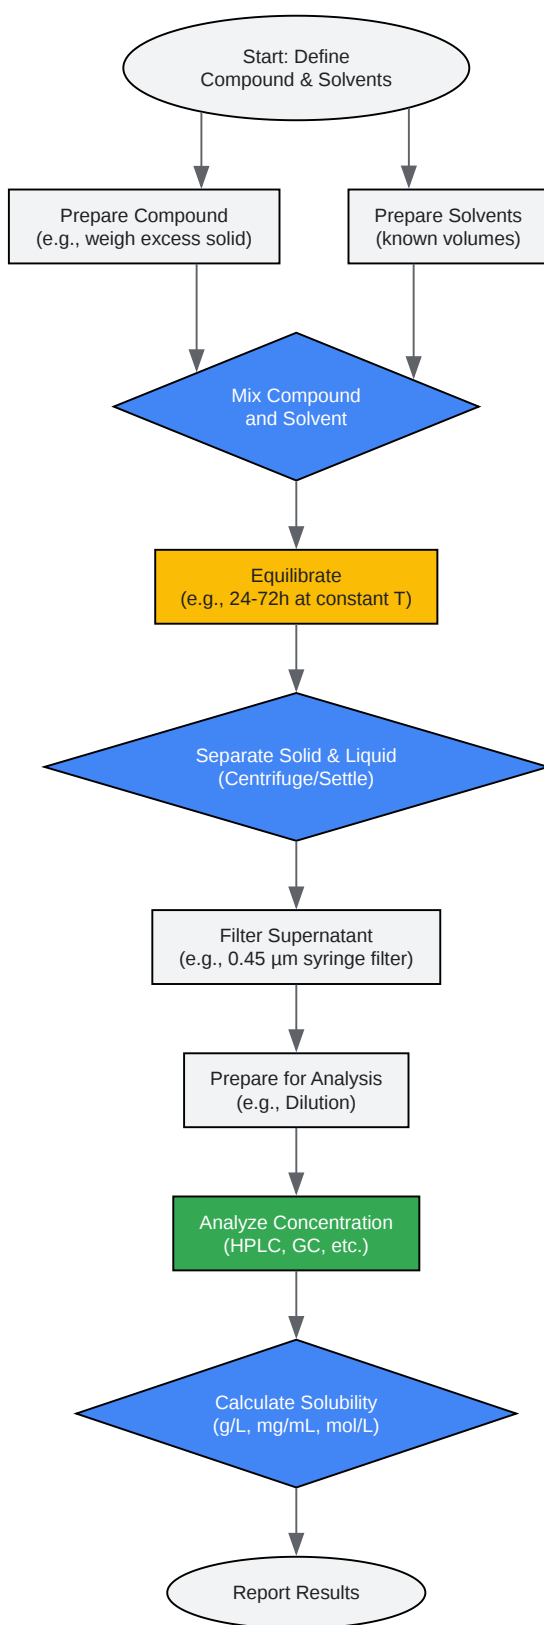 Start: Define
Compound & Solvents
Prepare Compound
(e.g., weigh excess solid)
Prepare Solvents
(known volumes)
Mix Compound
and Solvent
Equilibrate
(e.g., 24-72h at constant T)
Separate Solid & Liquid
(Centrifuge/Settle)
Filter Supernatant
(e.g., 0.45 µm syringe filter)
Prepare for Analysis
(e.g., Dilution)
Analyze Concentration
(HPLC, GC, etc.)
Calculate Solubility
(g/L, mg/mL, mol/L)
Report Results